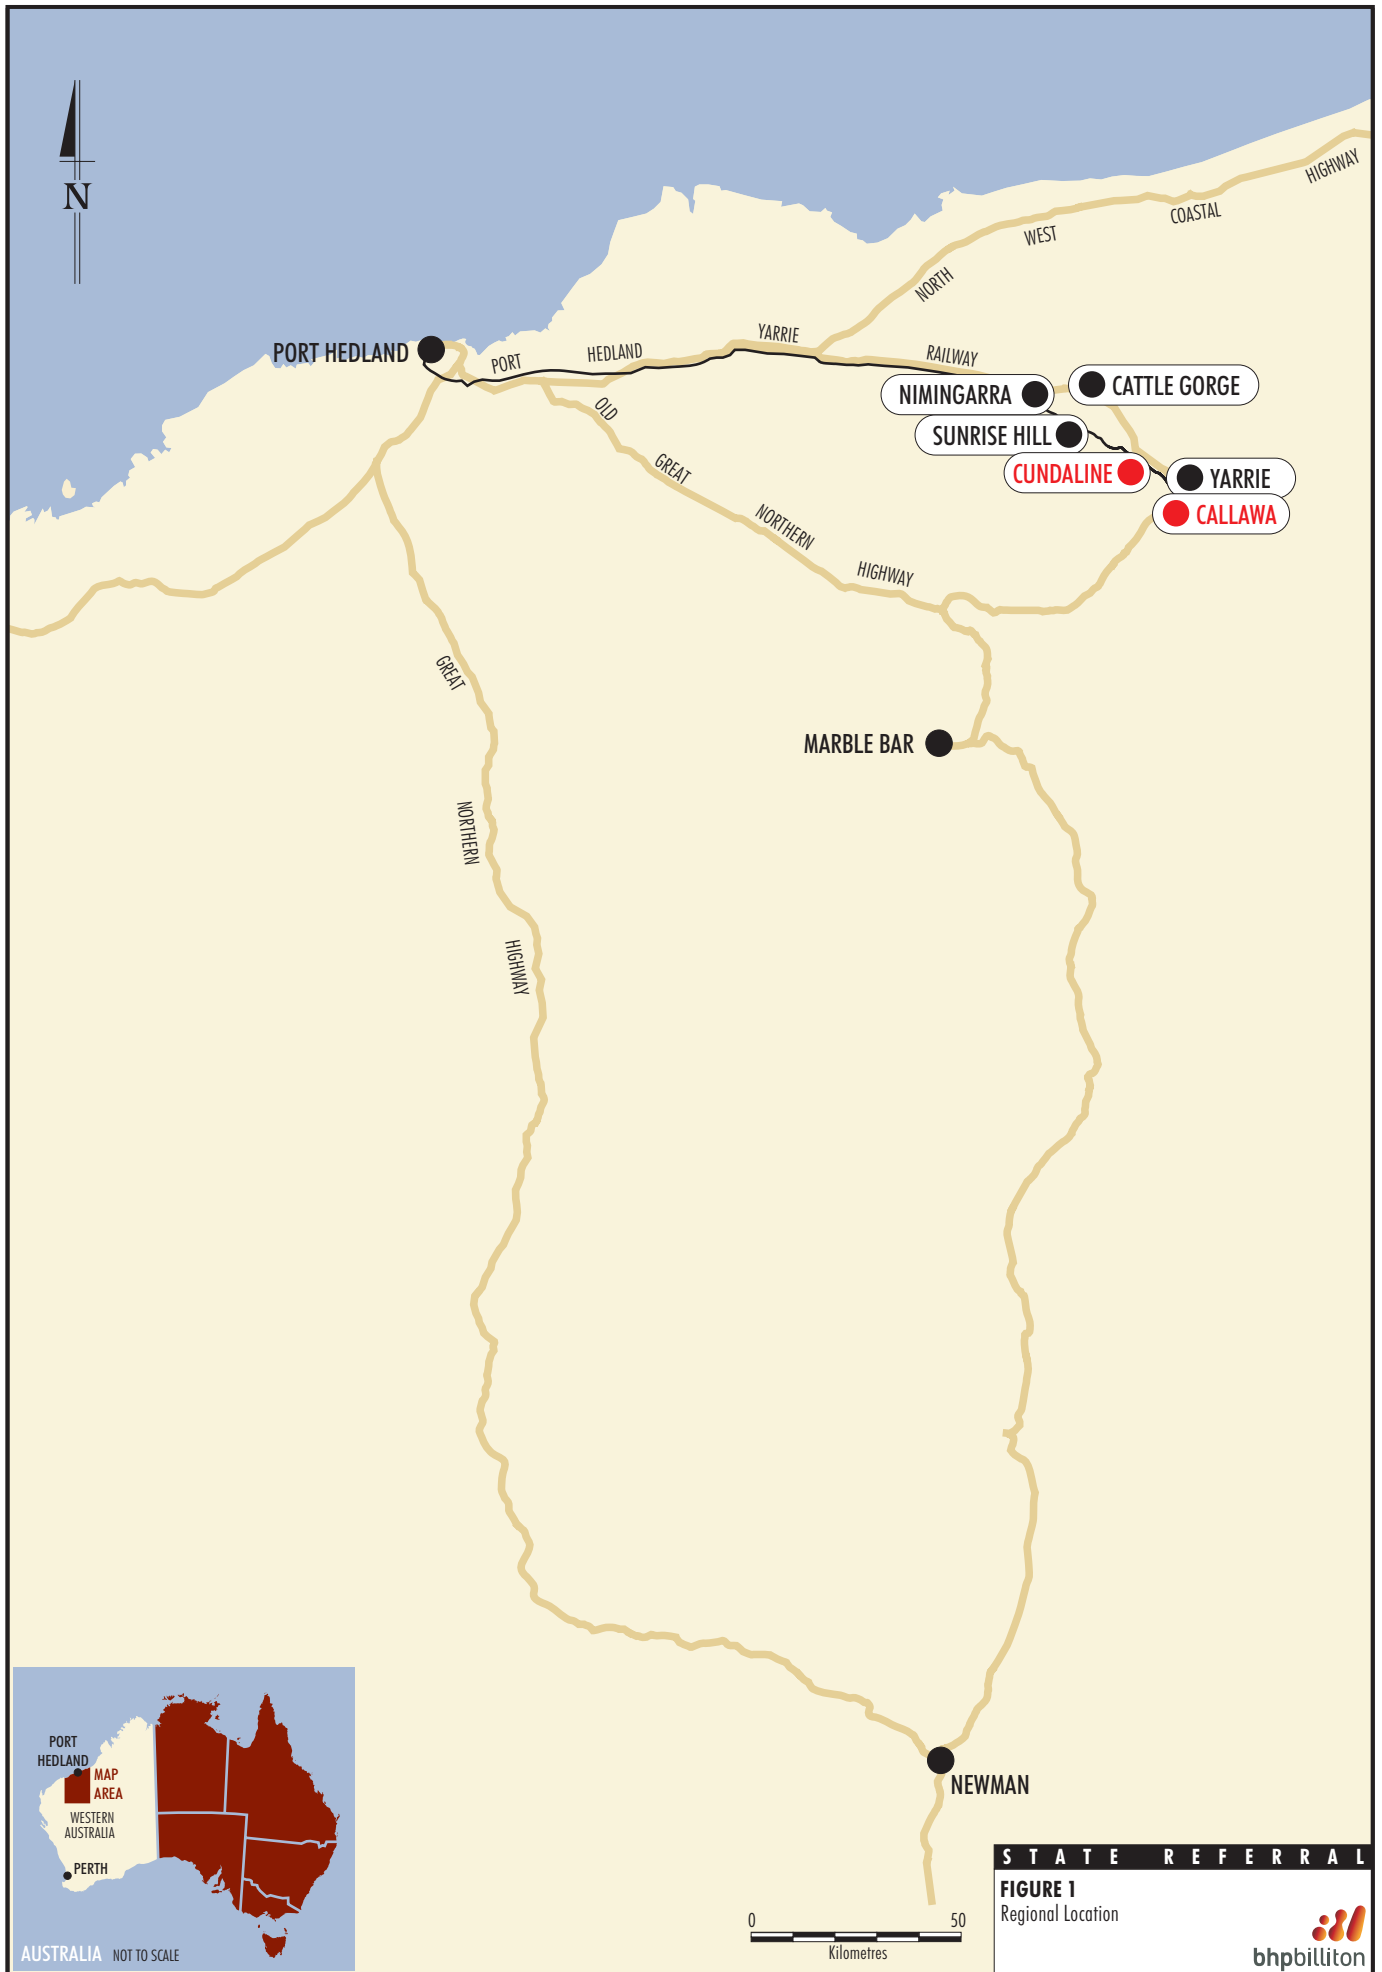 N
HIGHWAY
COASTAL
WEST
NORTH
PORT HEDLAND
PORT
HEDLAND
YARRIE
RAILWAY
NIMINGARRA
CATTLE GORGE
SUNRISE HILL
CUNDALINE
YARRIE
CALLAWA
OLD
GREAT
NORTHERN
HIGHWAY
GREAT
NORTHERN
HIGHWAY
MARBLE BAR
NEWMAN
PORT
HEDLAND
MAP
AREA
WESTERN
AUSTRALIA
PERTH
AUSTRALIA NOT TO SCALE
0 50
Kilometres
STATE REFERRAL
FIGURE 1
Regional Location
bhpbilliton